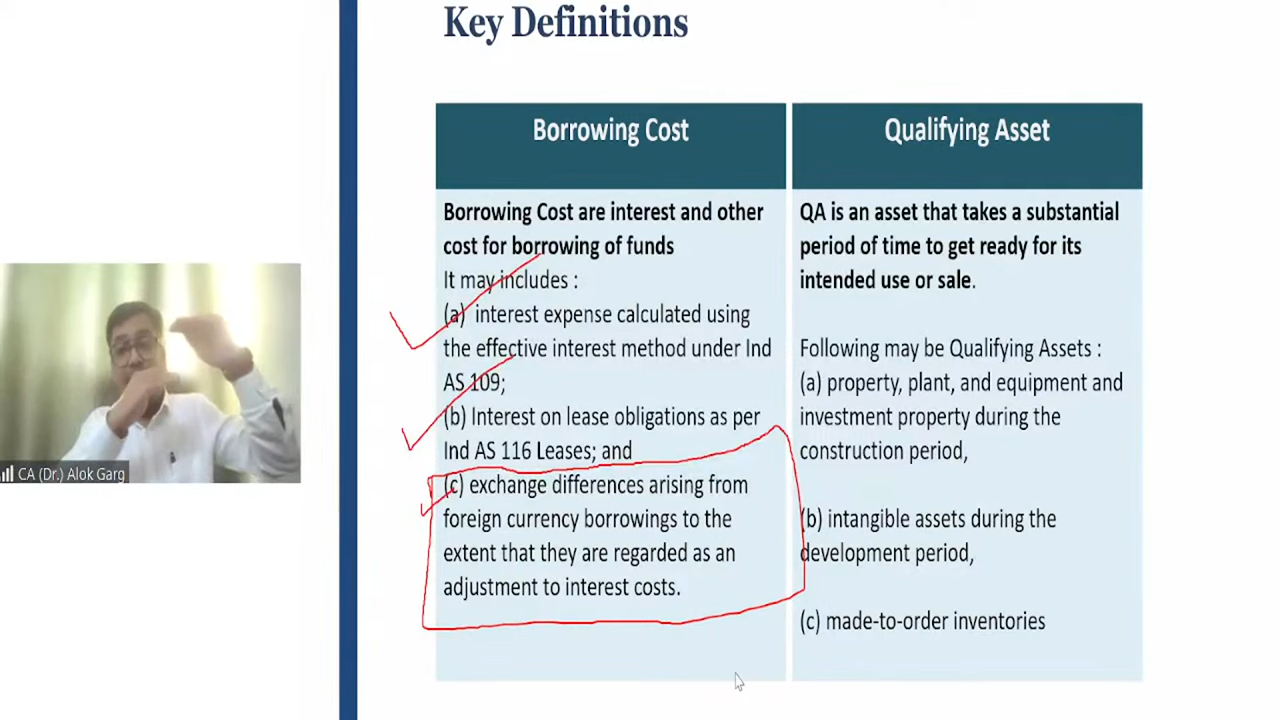 Key Definitions
Borrowing Cost
Borrowing Cost are interest and other
cost for borrowing of funds
It may includes :
(a) interest expense calculated using
the effective interest method under Ind
AS 109;
(b) Interest on lease obligations as per
Ind AS 116 Leases; and
(c) exchange differences arising from
foreign currency borrowings to the
extent that they are regarded as an
adjustment to interest costs.
Qualifying Asset
QA is an asset that takes a substantial
period of time to get ready for its
intended use or sale.
Following may be Qualifying Assets :
(a) property, plant, and equipment and
investment property during the
construction period,
(b) intangible assets during the
development period,
(c) made-to-order inventories
CA (Dr.) Alok Garg